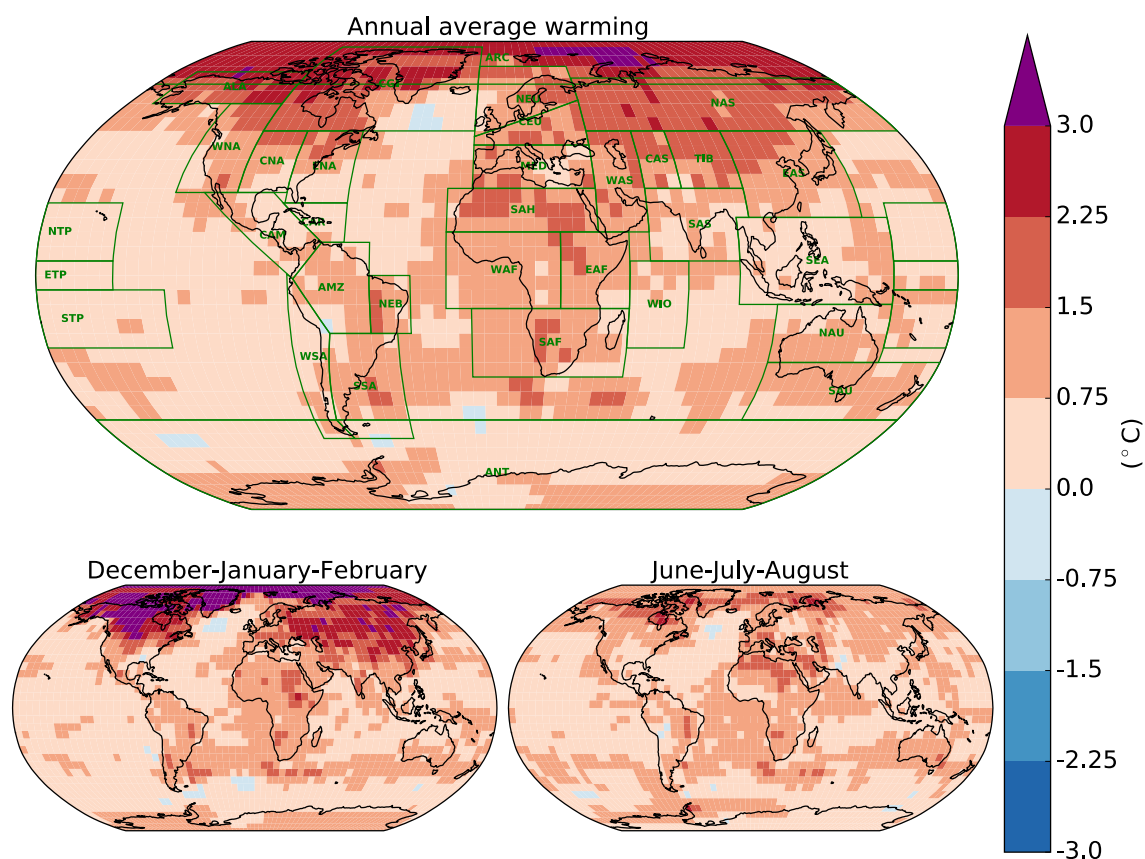 Annual average warming
ARC
ALA
CGI
NEU
NAS
CEU
WNA
CNA
ENA
MED
CAS
TIB
WAS
EAS
SAH
CAR
SAS
NTP
CAM
SEA
ETP
WAF
EAF
AMZ
NEB
WIO
STP
NAU
SAF
WSA
SSA
SAU
ANT
3.0
2.25
1.5
0.75
0.0
-0.75
-1.5
-2.25
-3.0
(°C)
December-January-February
June-July-August